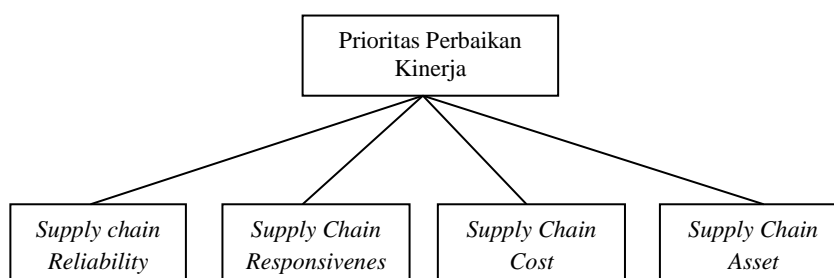 Prioritas Perbaikan
Kinerja
Supply chain
Reliability
Supply Chain
Responsivenes
Supply Chain
Cost
Supply Chain
Asset